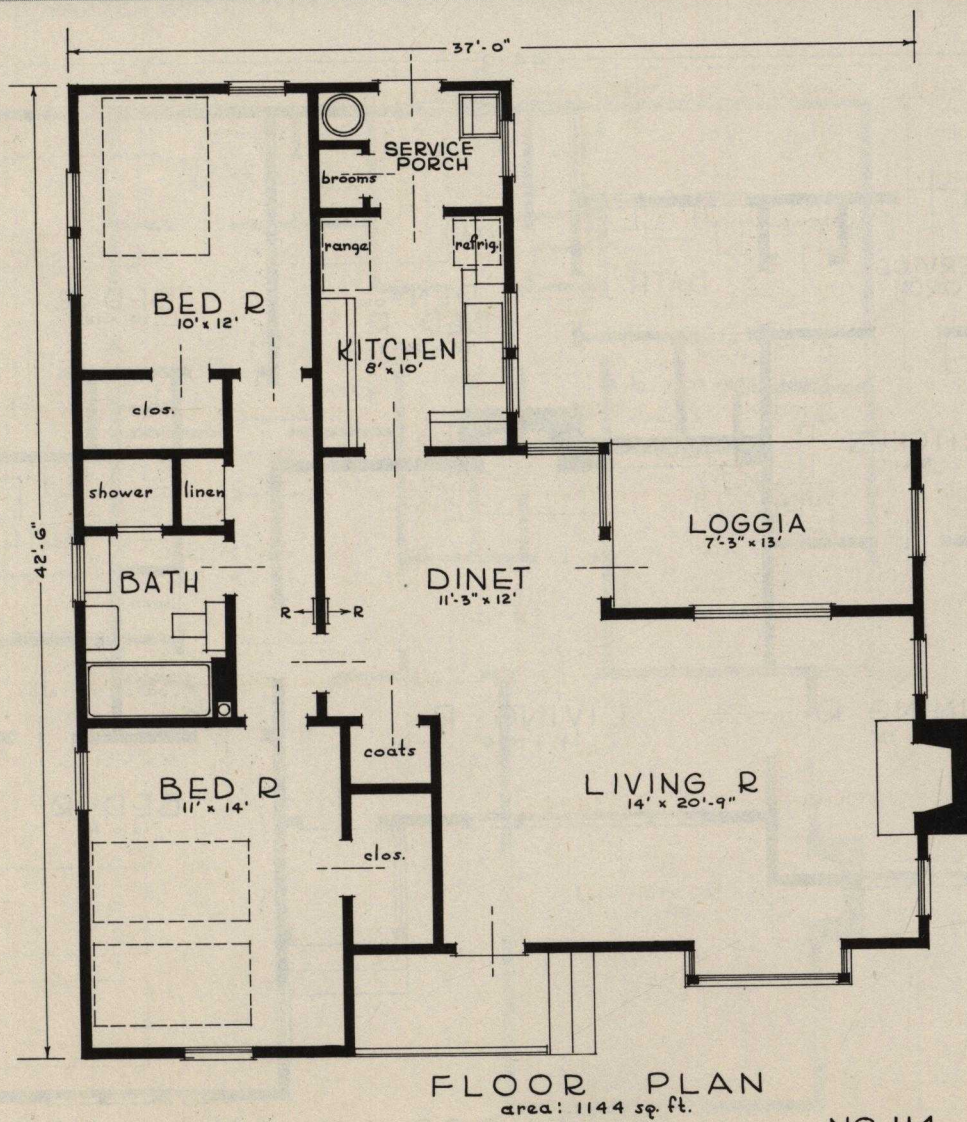 37'-0"
SERVICE
PORCH
brooms
range
refrig.
BED R
10' x 12'
KITCHEN
8' x 10'
clos.
shower
linen
LOGGIA
7'-3" x 13'
42'-6"
BATH
DINET
11'-3" x 12'
R
R
coats
BED R
11' x 14'
LIVING R
14' x 20'-9"
clos.
FLOOR PLAN
area: 1144 sq. ft.